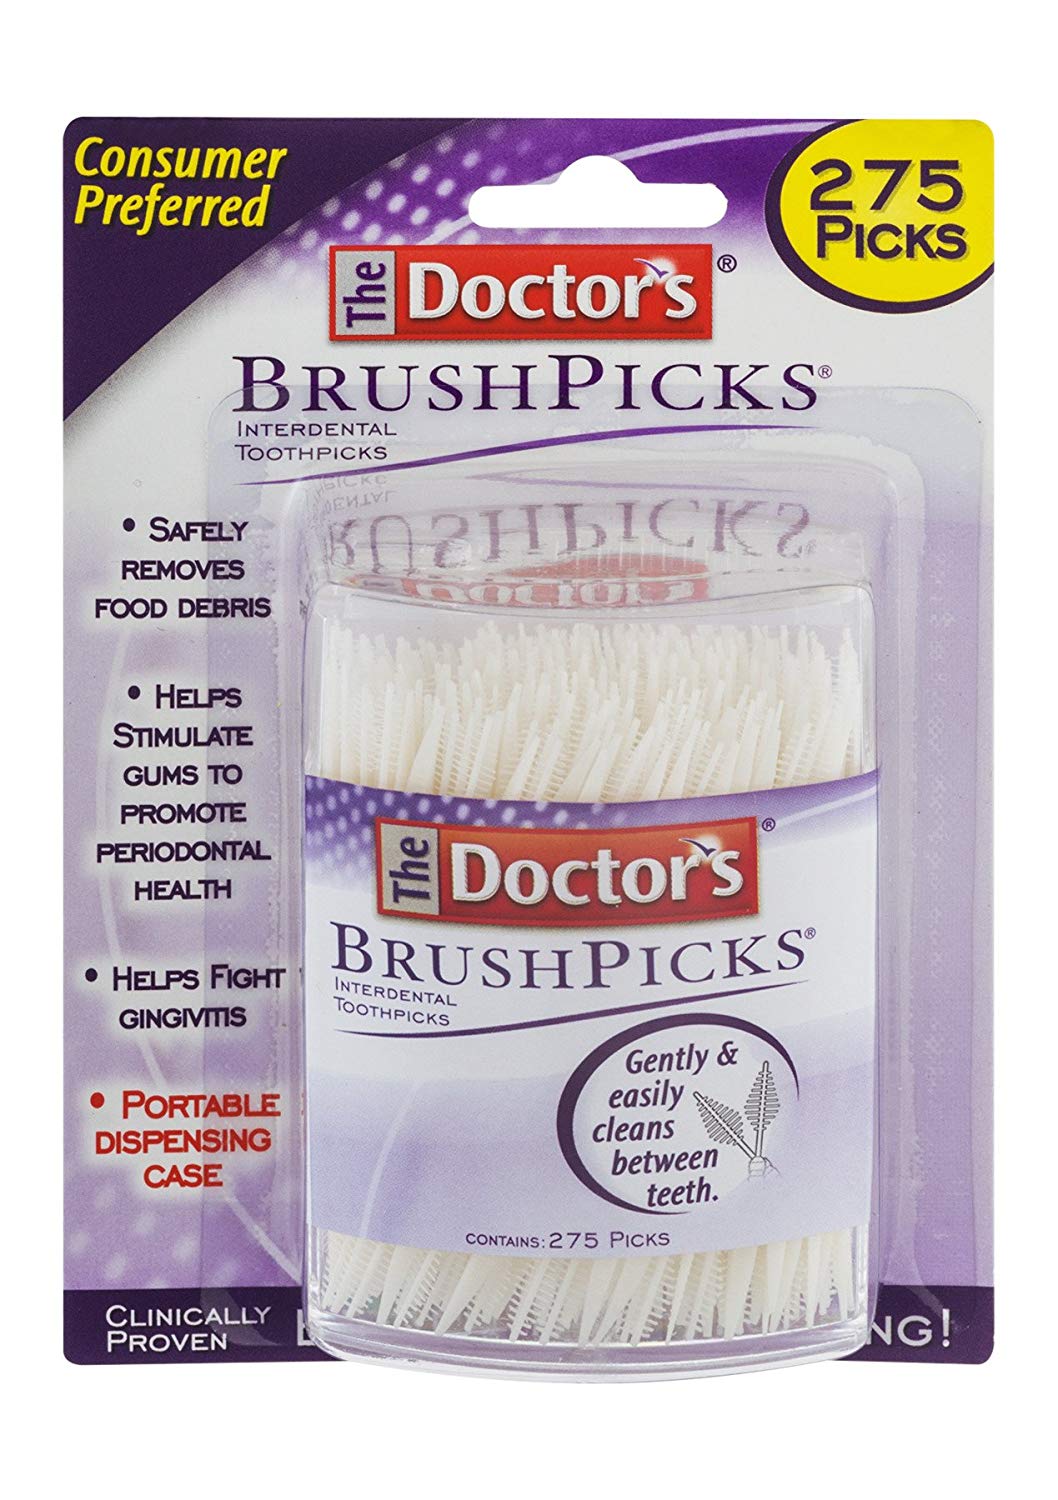 Consumer
Preferred
275
PICKS
The Doctor's®
BRUSHPICKS®
INTERDENTAL
TOOTHPICKS
• SAFELY
REMOVES
FOOD DEBRIS
• HELPS
STIMULATE
GUMS TO
PROMOTE
PERIODONTAL
HEALTH
• HELPS FIGHT
GINGIVITIS
• PORTABLE
DISPENSING
CASE
The Doctor's®
BRUSHPICKS®
INTERDENTAL
TOOTHPICKS
Gently &
easily
cleans
between
teeth.
CONTAINS: 275 PICKS
CLINICALLY
PROVEN